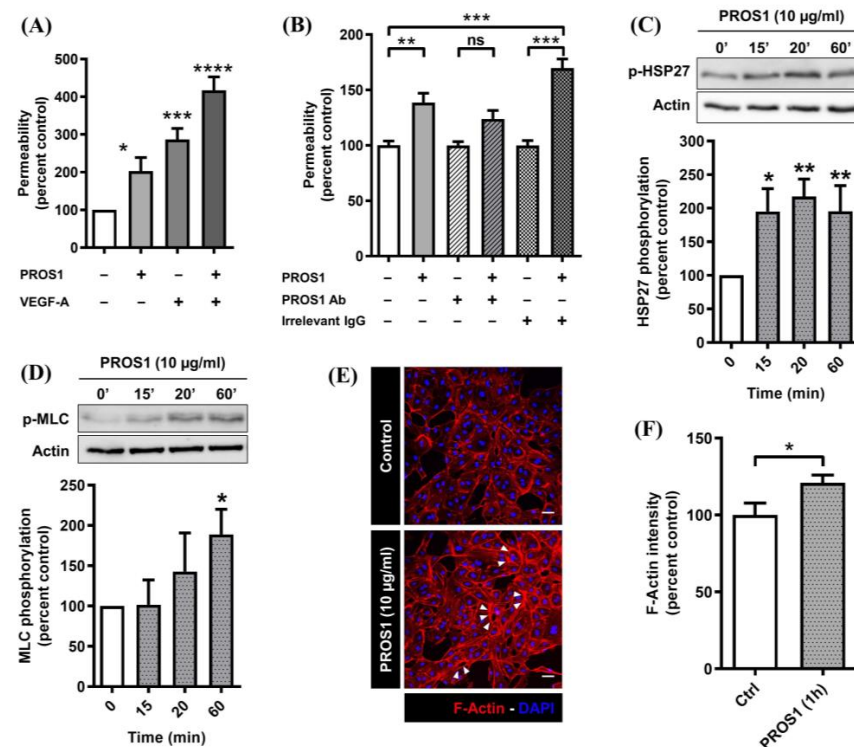 (A)
500
400
300
200
100
0
Permeability
(percent control)
*
***
****
PROS1 – + – +
VEGF-A – – + +
(B)
200
150
100
50
0
Permeability
(percent control)
***
** ns ***
PROS1 – + – + – +
PROS1 Ab – – + + – –
Irrelevant IgG – – – – + +
(C)
PROS1 (10 µg/ml)
0' 15' 20' 60'
p-HSP27
Actin
300
250
200
150
100
50
0
HSP27 phosphorylation
(percent control)
* ** **
0 15 20 60
Time (min)
(D)
PROS1 (10 µg/ml)
0' 15' 20' 60'
p-MLC
Actin
250
200
150
100
50
0
MLC phosphorylation
(percent control)
*
0 15 20 60
Time (min)
(E)
Control
PROS1 (10 µg/ml)
F-Actin - DAPI
(F)
150
100
50
0
F-Actin intensity
(percent control)
*
Ctrl PROS1 (1h)